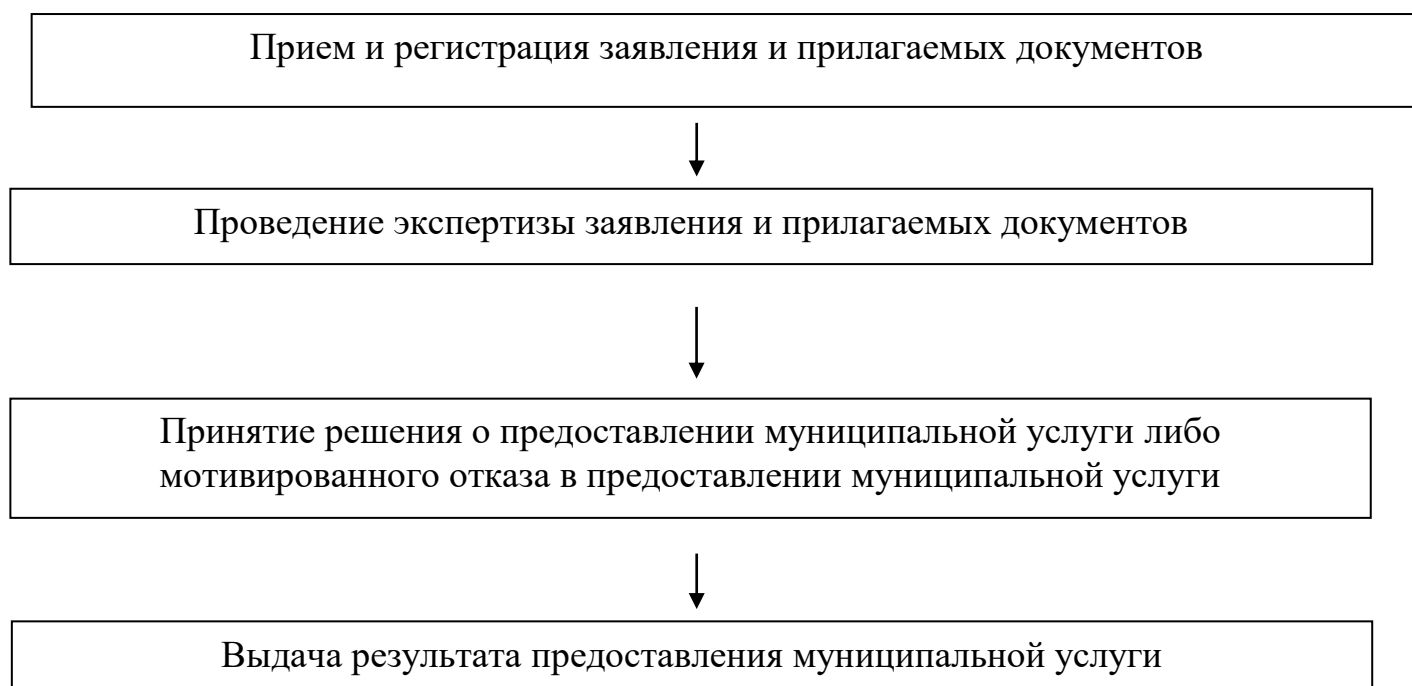 Прием и регистрация заявления и прилагаемых документов
Проведение экспертизы заявления и прилагаемых документов
Принятие решения о предоставлении муниципальной услуги либо
мотивированного отказа в предоставлении муниципальной услуги
Выдача результата предоставления муниципальной услуги